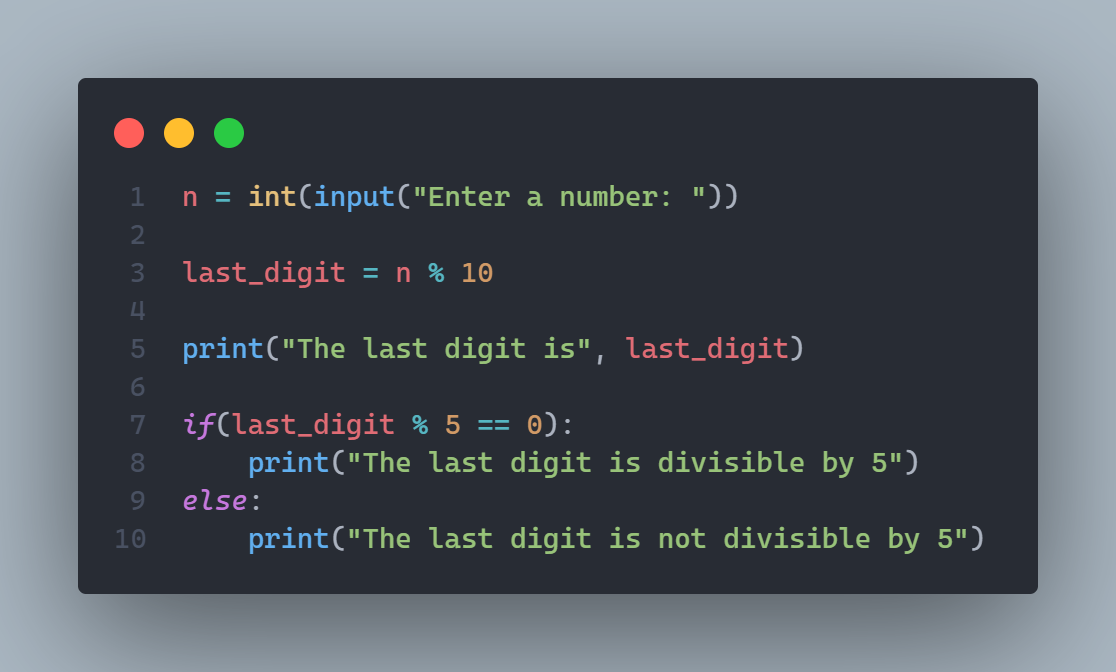 1 n = int(input("Enter a number: "))
2
3 last_digit = n % 10
4
5 print("The last digit is", last_digit)
6
7 if(last_digit % 5 == 0):
8     print("The last digit is divisible by 5")
9 else:
10     print("The last digit is not divisible by 5")